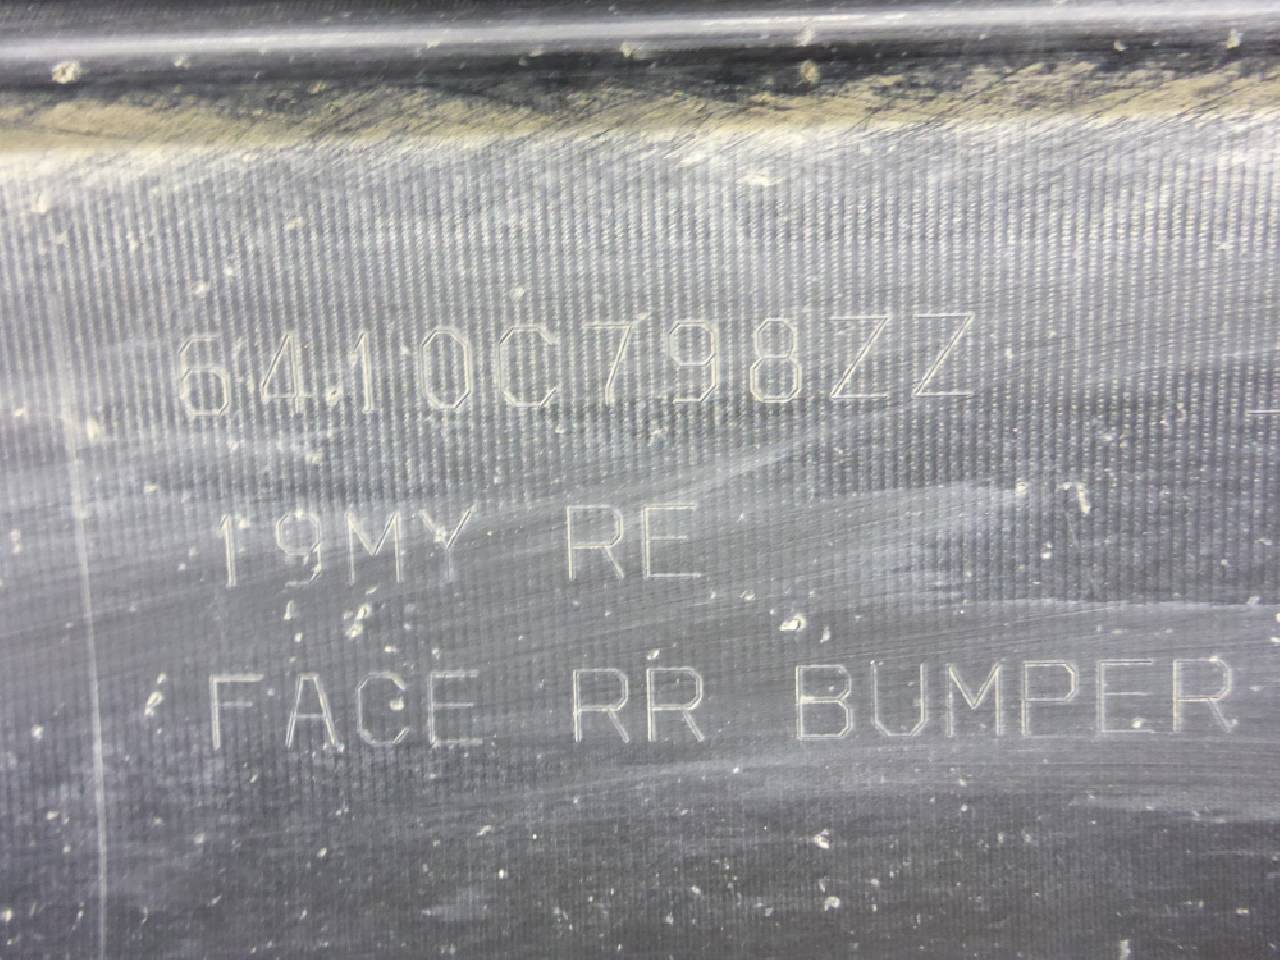 6410C798ZZ
19MY RE
FACE RR BUMPER